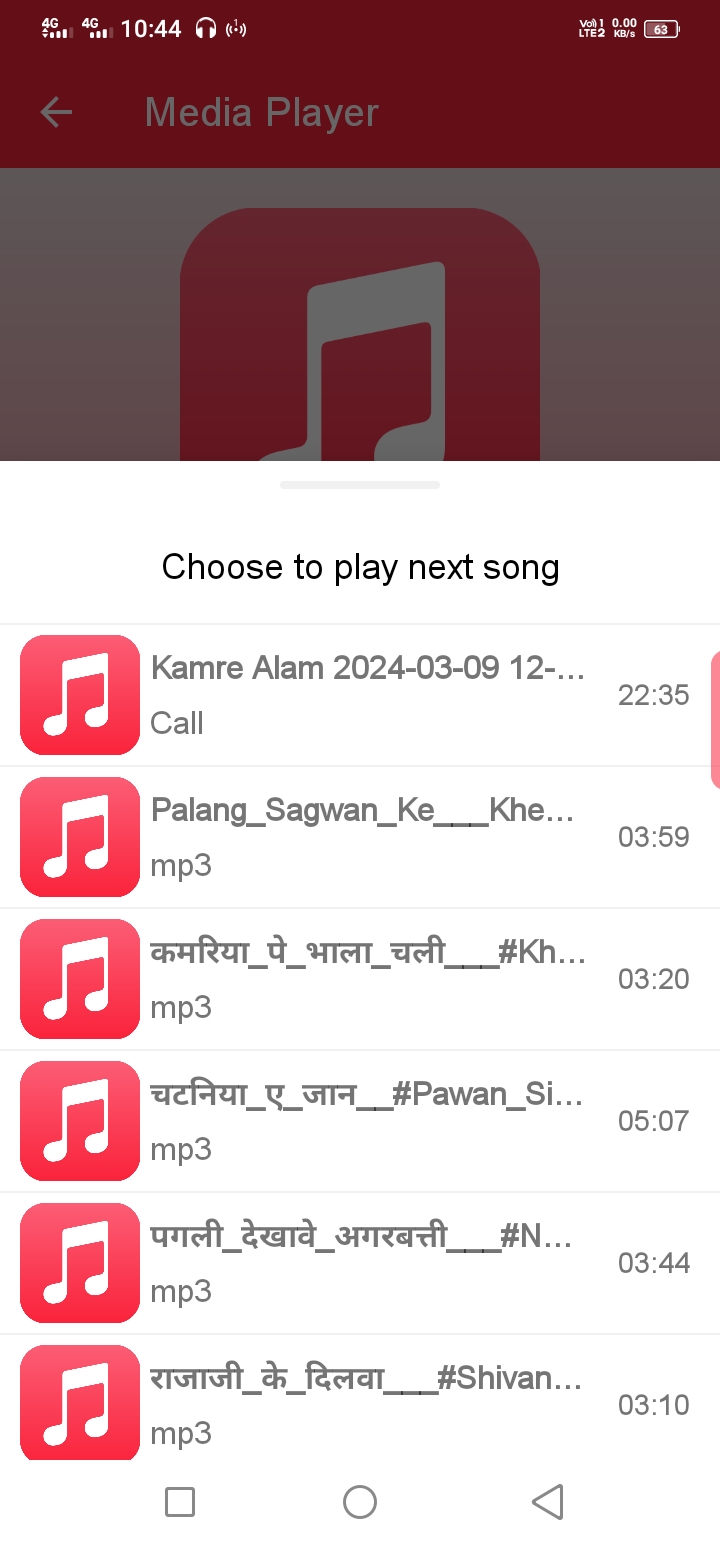 4G 4G 10:44 Vo)) 1 LTE2 0.00 KB/s 63
Media Player
Choose to play next song
Kamre Alam 2024-03-09 12-...
22:35
Call
Palang_Sagwan_Ke___Khe...
03:59
mp3
कमरिया_पे_भाला_चली___#Kh...
03:20
mp3
चटनिया_ए_जान__#Pawan_Si...
05:07
mp3
पगली_देखावे_अगरबत्ती___#N...
03:44
mp3
राजाजी_के_दिलवा___#Shivan...
03:10
mp3